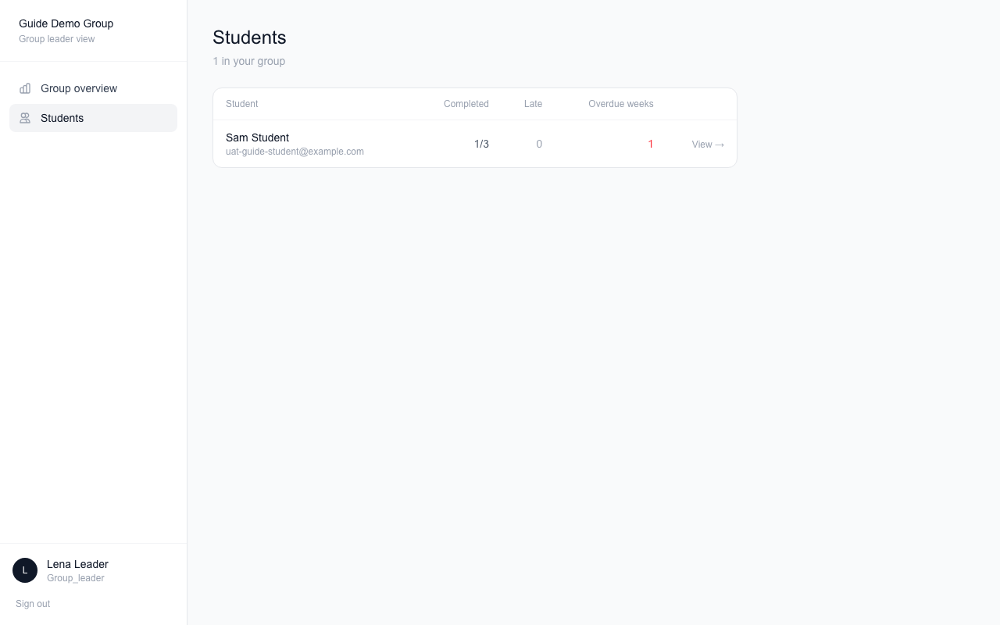 Guide Demo Group
Group leader view
Group overview
Students
Lena Leader
L
Group_leader
Sign out
Students
1 in your group
Student Completed Late Overdue weeks
Sam Student
uat-guide-student@example.com
1/3 0 1 View →